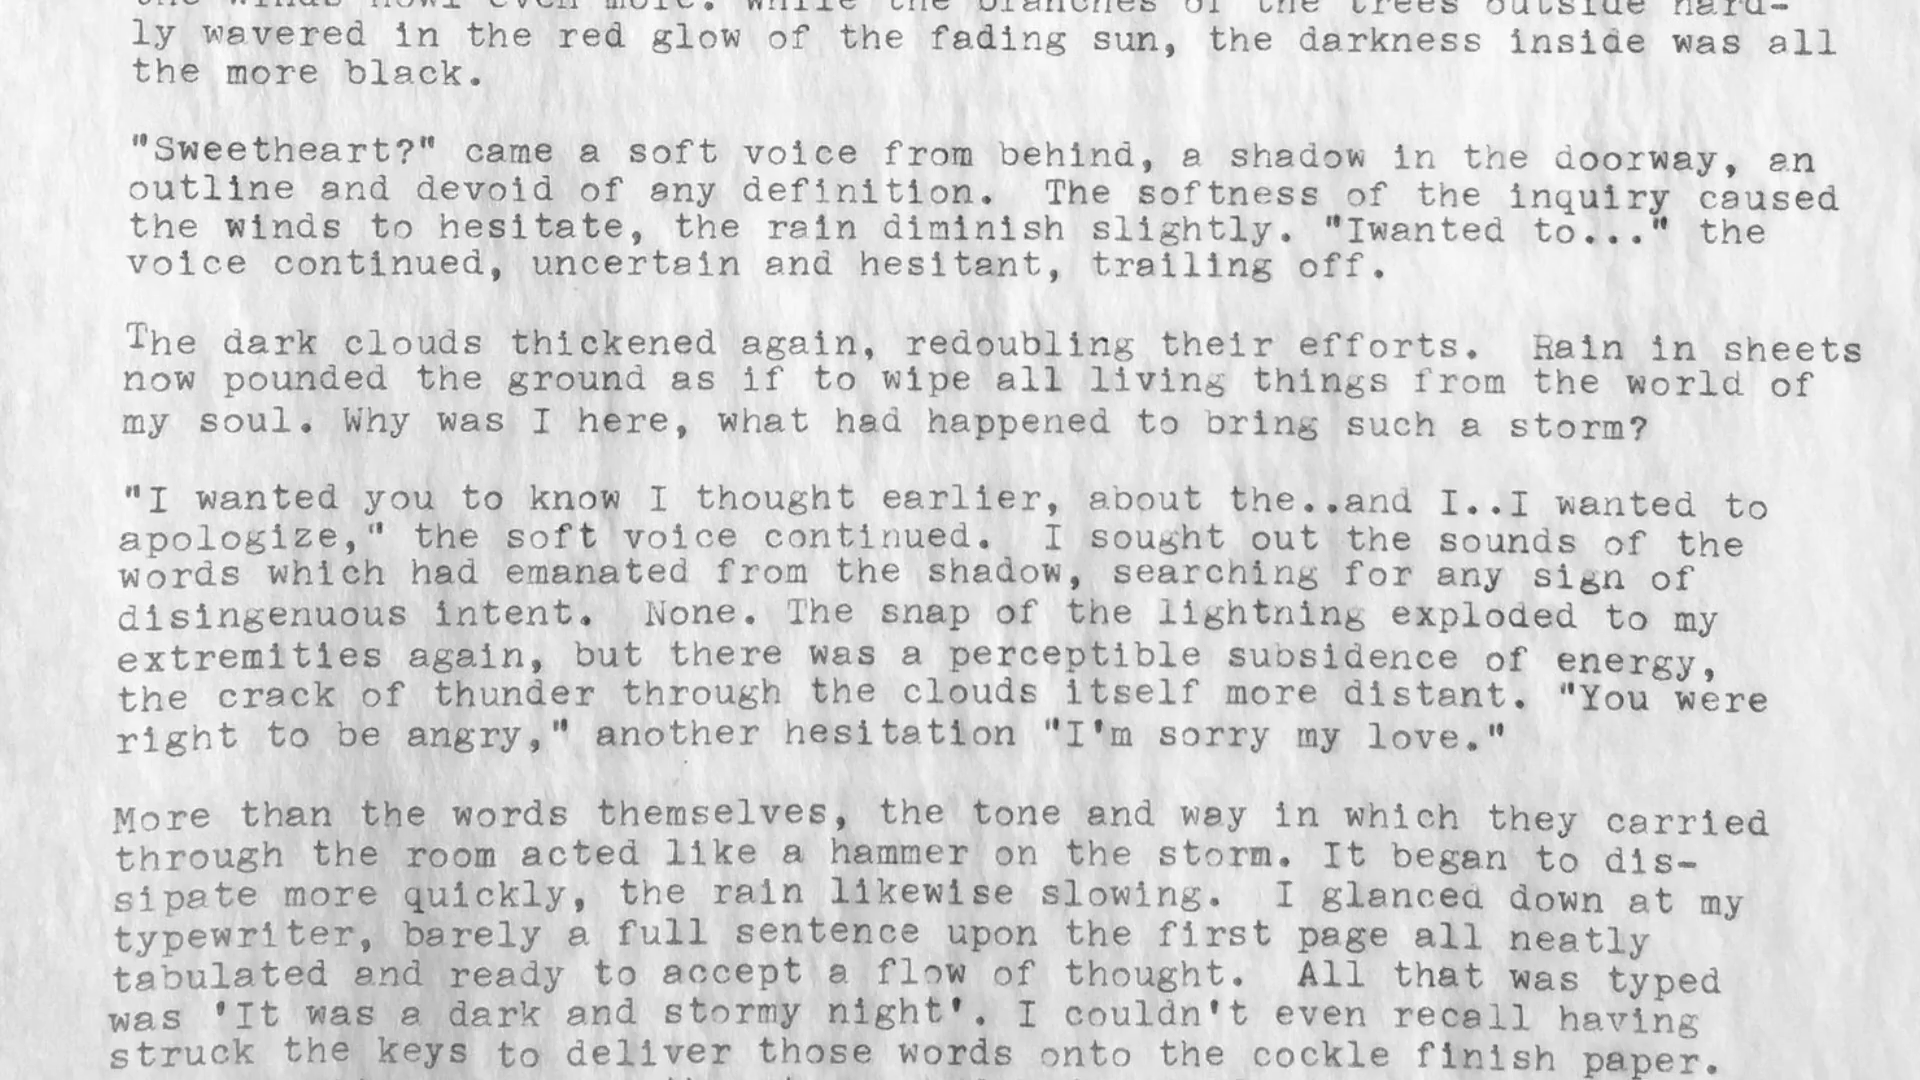 the winds howl even more. While the branches of the trees outside hard-
ly wavered in the red glow of the fading sun, the darkness inside was all
the more black.
"Sweetheart?" came a soft voice from behind, a shadow in the doorway, an
outline and devoid of any definition.  The softness of the inquiry caused
the winds to hesitate, the rain diminish slightly. "Iwanted to..." the
voice continued, uncertain and hesitant, trailing off.
The dark clouds thickened again, redoubling their efforts.  Rain in sheets
now pounded the ground as if to wipe all living things from the world of
my soul. Why was I here, what had happened to bring such a storm?
"I wanted you to know I thought earlier, about the..and I..I wanted to
apologize," the soft voice continued.  I sought out the sounds of the
words which had emanated from the shadow, searching for any sign of
disingenuous intent.  None. The snap of the lightning exploded to my
extremities again, but there was a perceptible subsidence of energy,
the crack of thunder through the clouds itself more distant. "You were
right to be angry," another hesitation "I'm sorry my love."
More than the words themselves, the tone and way in which they carried
through the room acted like a hammer on the storm. It began to dis-
sipate more quickly, the rain likewise slowing.  I glanced down at my
typewriter, barely a full sentence upon the first page all neatly
tabulated and ready to accept a flow of thought.  All that was typed
was 'It was a dark and stormy night'. I couldn't even recall having
struck the keys to deliver those words onto the cockle finish paper.